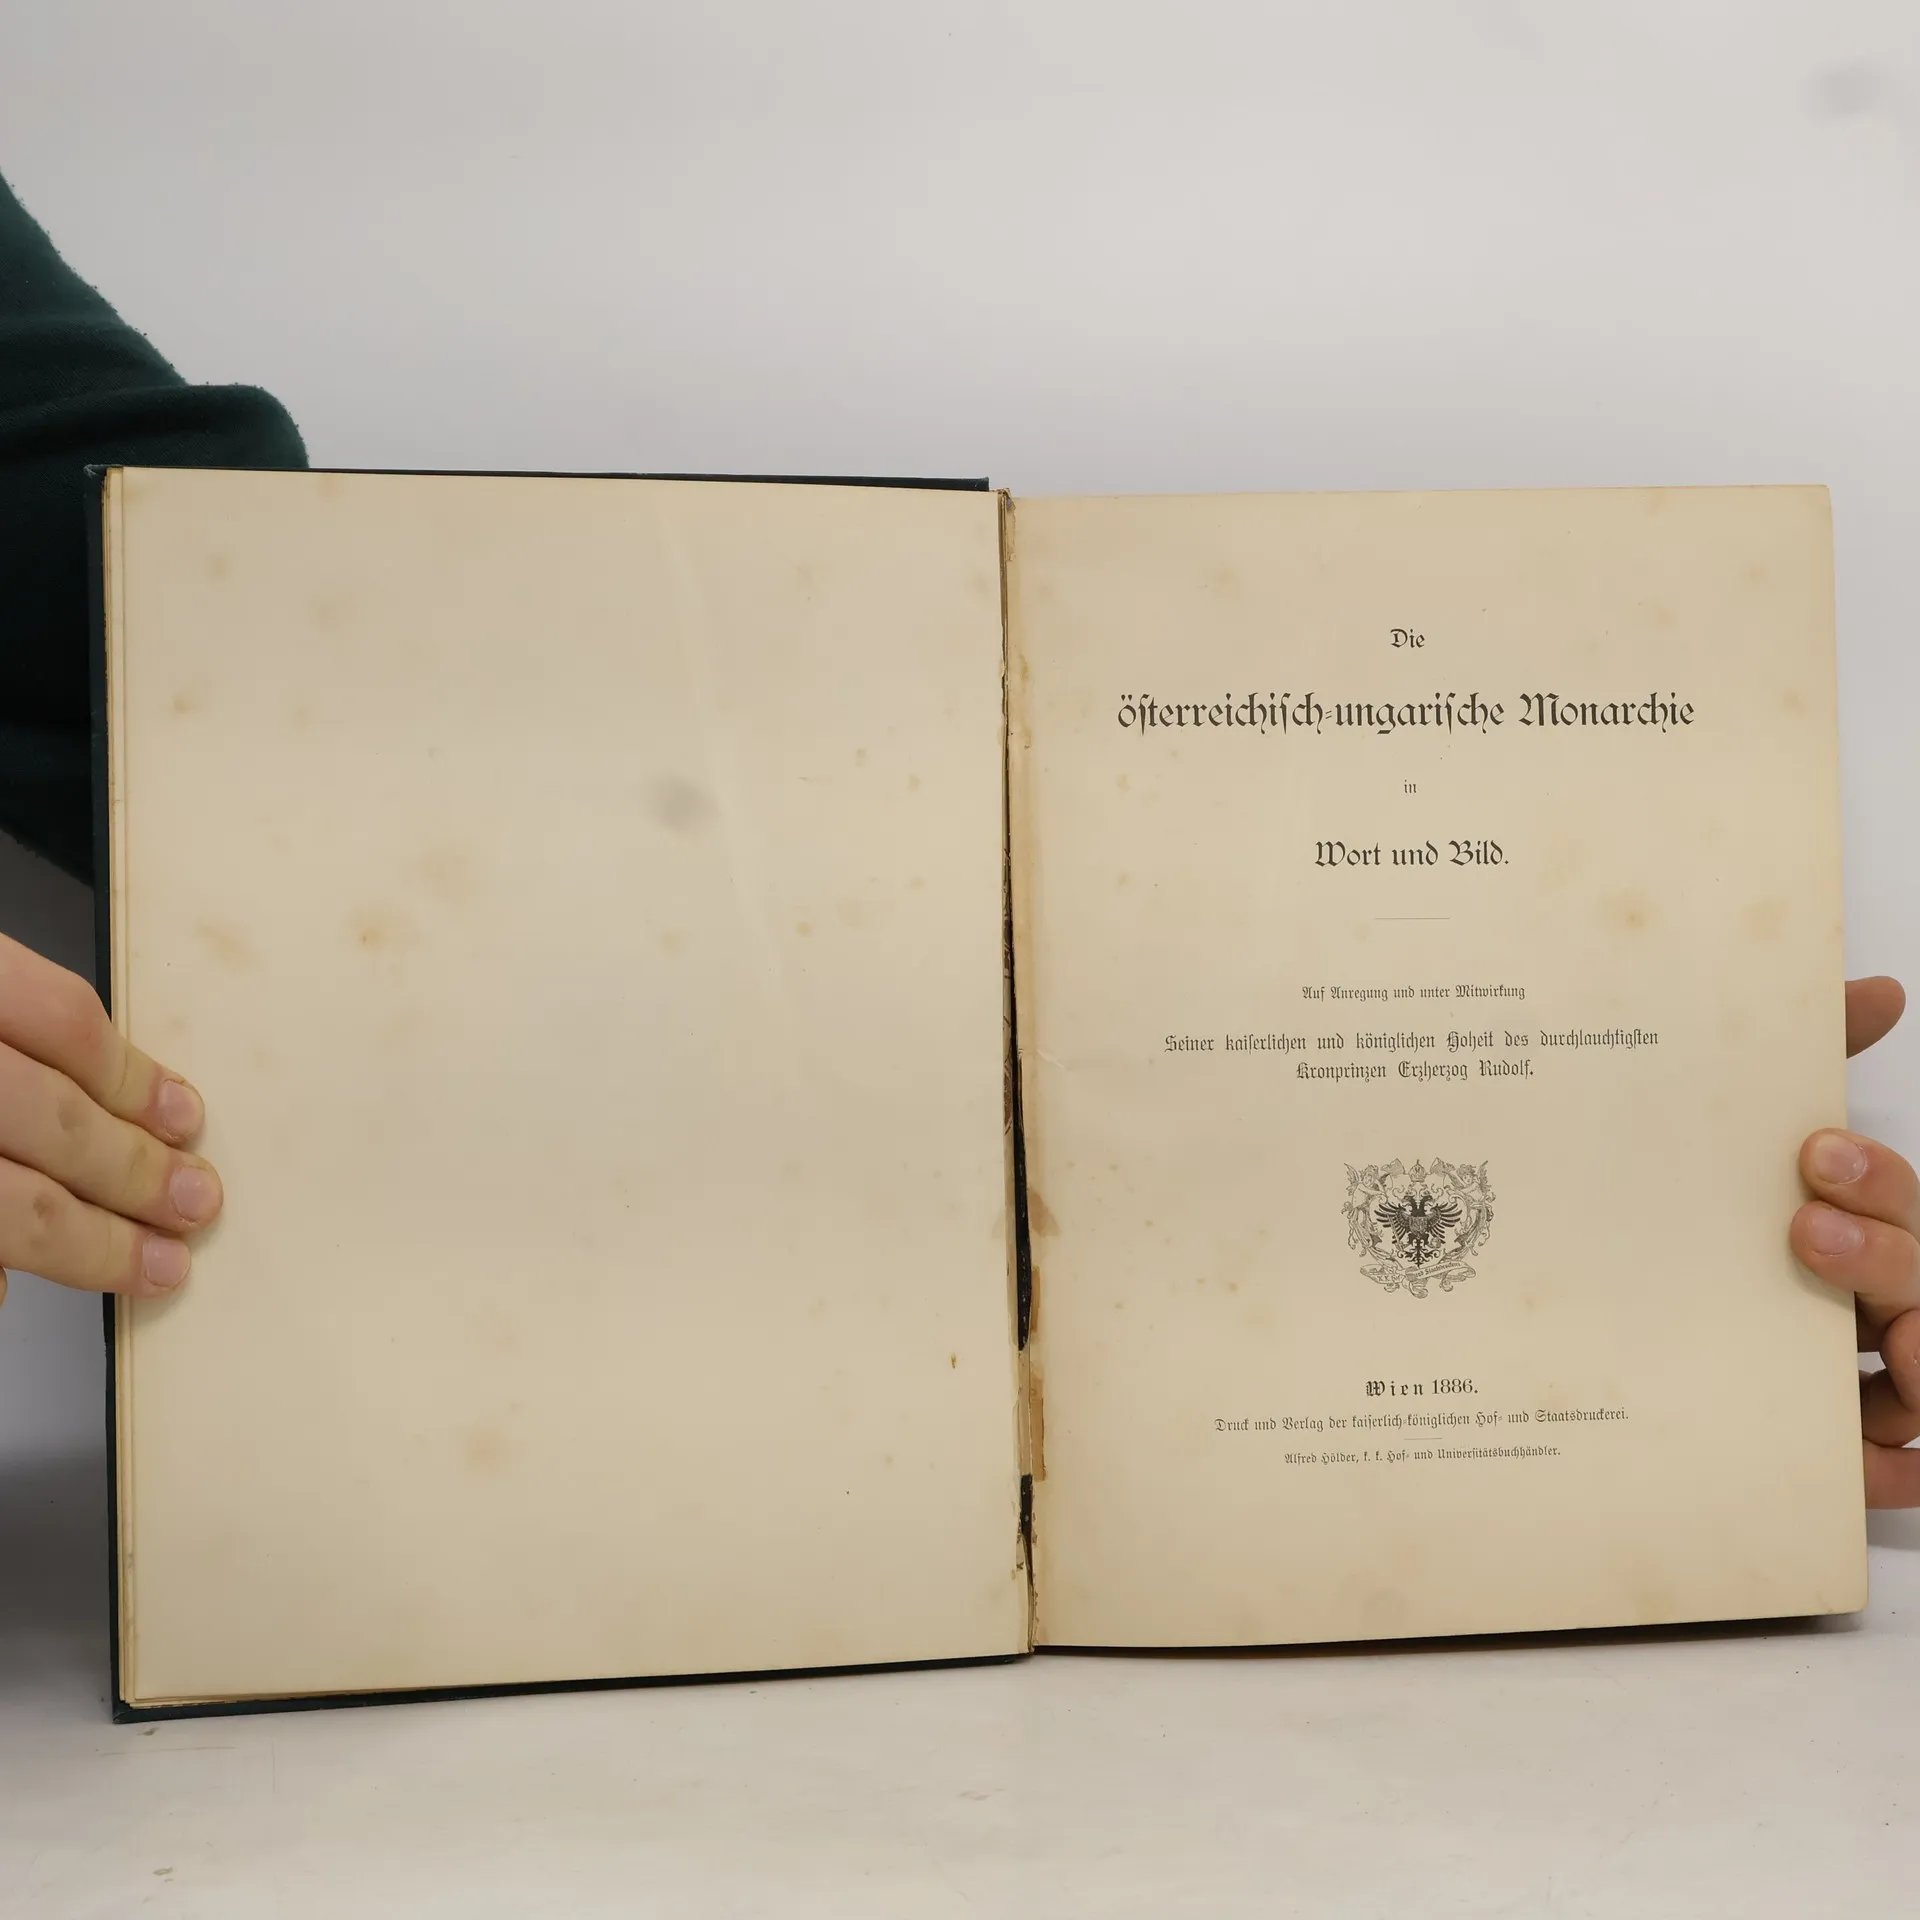 Die
österreichiſch-ungariſche Monarchie
in
Wort und Bild.
Auf Anregung und unter Mitwirkung
Seiner kaiſerlichen und königlichen Hoheit des durchlauchtigſten
Kronprinzen Erzherzog Rudolf.
Wien 1886.
Druck und Verlag der kaiſerlich-königlichen Hof- und Staatsdruckerei.
Alfred Hölder, k. k. Hof- und Univerſitätsbuchhändler.